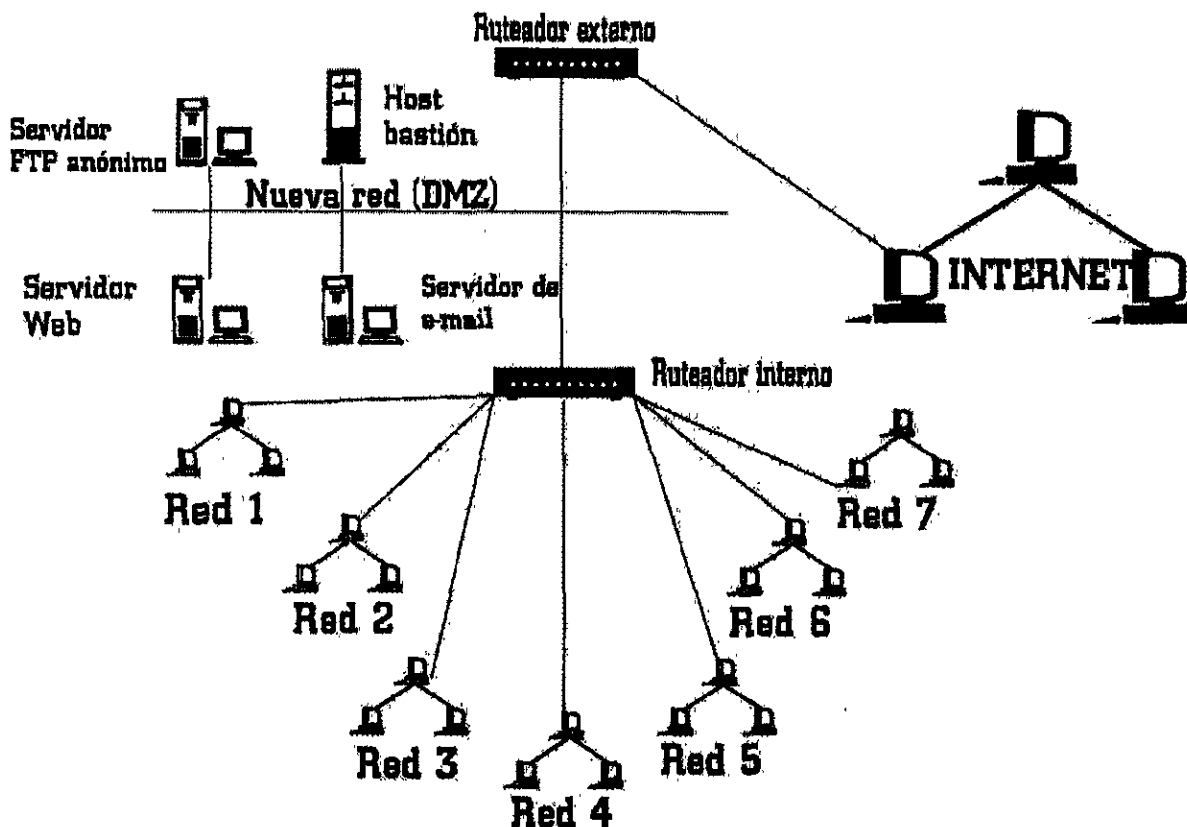 Ruteador externo
Servidor
FTP anónimo
Host
bastión
Nueva red (DMZ)
Servidor
Web
Servidor de
e-mail
INTERNET
Ruteador interno
Red 1
Red 2
Red 3
Red 4
Red 5
Red 6
Red 7